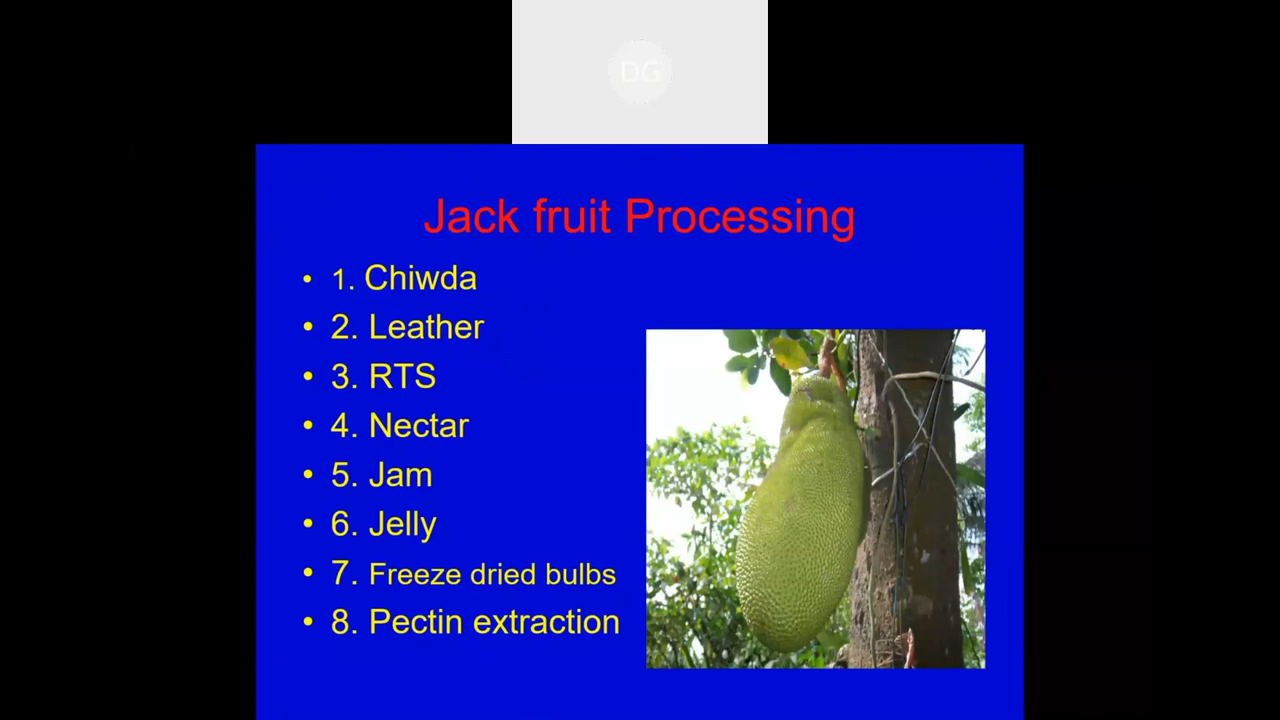 DG
Jack fruit Processing
• 1. Chiwda
• 2. Leather
• 3. RTS
• 4. Nectar
• 5. Jam
• 6. Jelly
• 7. Freeze dried bulbs
• 8. Pectin extraction